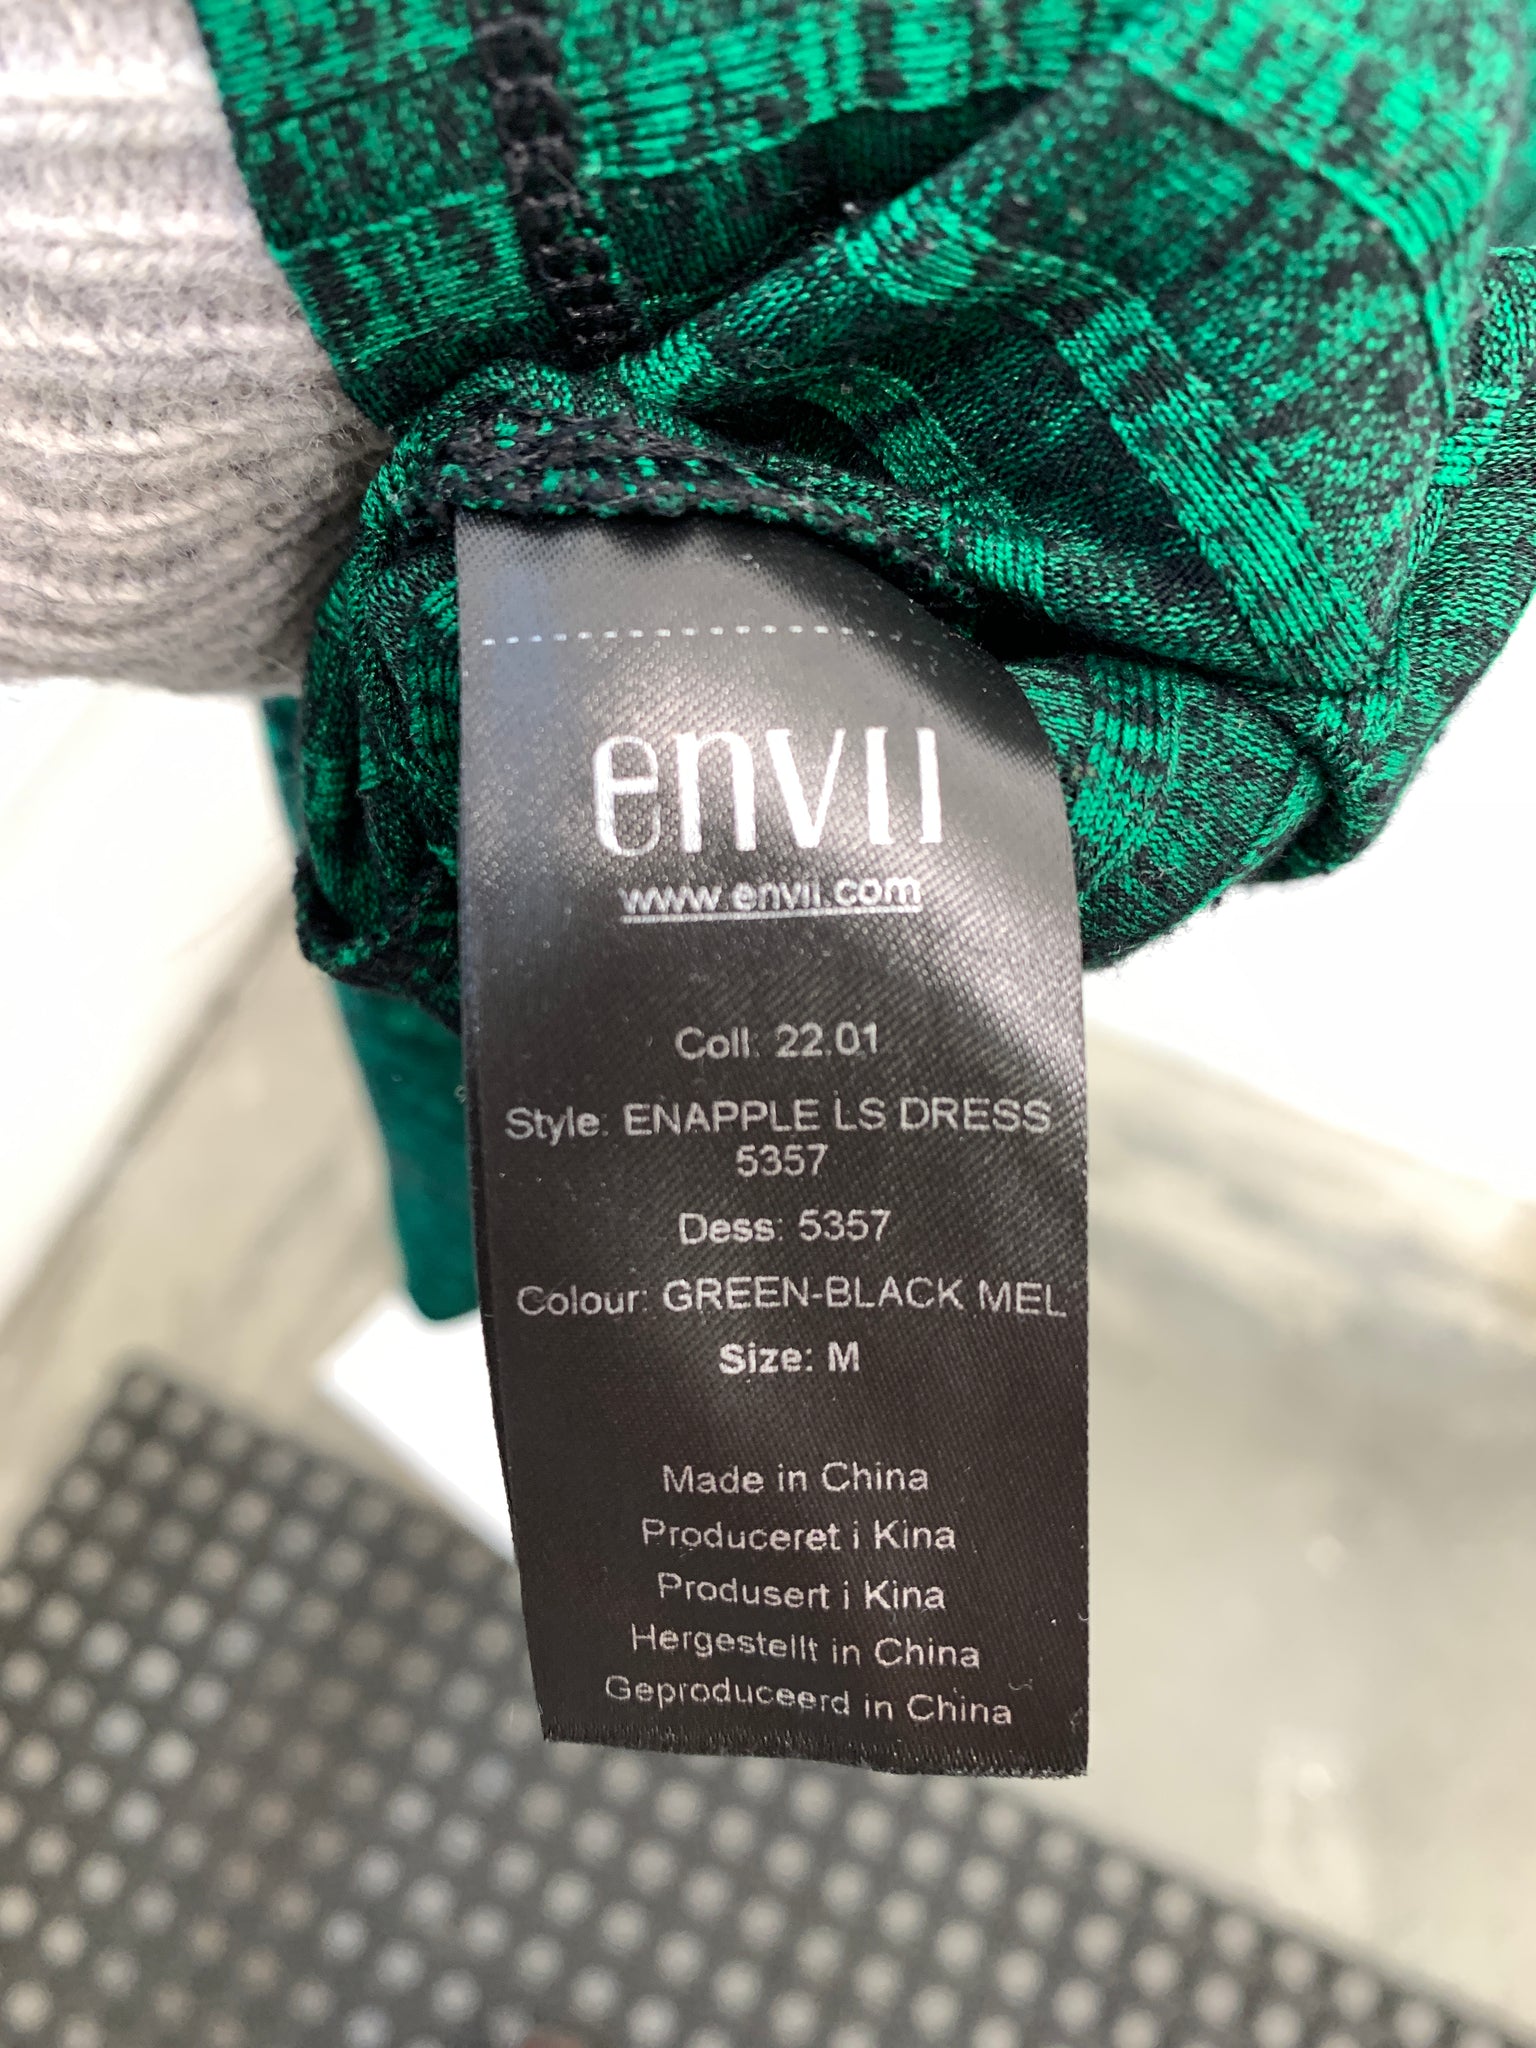 envii
www.envii.com
Coll: 22.01
Style: ENAPPLE LS DRESS
5357
Dess: 5357
Colour: GREEN-BLACK MEL
Size: M
Made in China
Produceret i Kina
Produsert i Kina
Hergestellt in China
Geproduceerd in China